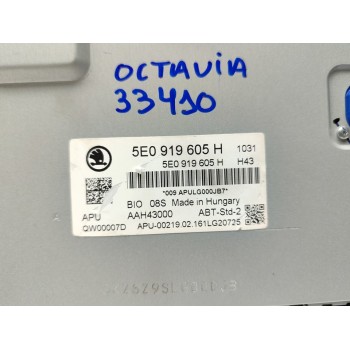 OCTAVIA
33410
5E0 919 605 H 1031
5E0 919 605 H H43
*009 APULG000JB7*
BIO 08S Made in Hungary
APU AAH43000 ABT-Std-2
QW00007D APU-00219.02.161LG20725